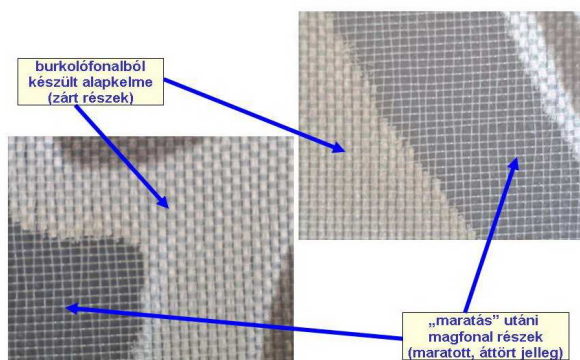 burkolófonalból
készült alapkelme
(zárt részek)
„maratás” utáni
magfonal részek
(maratott, áttört jelleg)